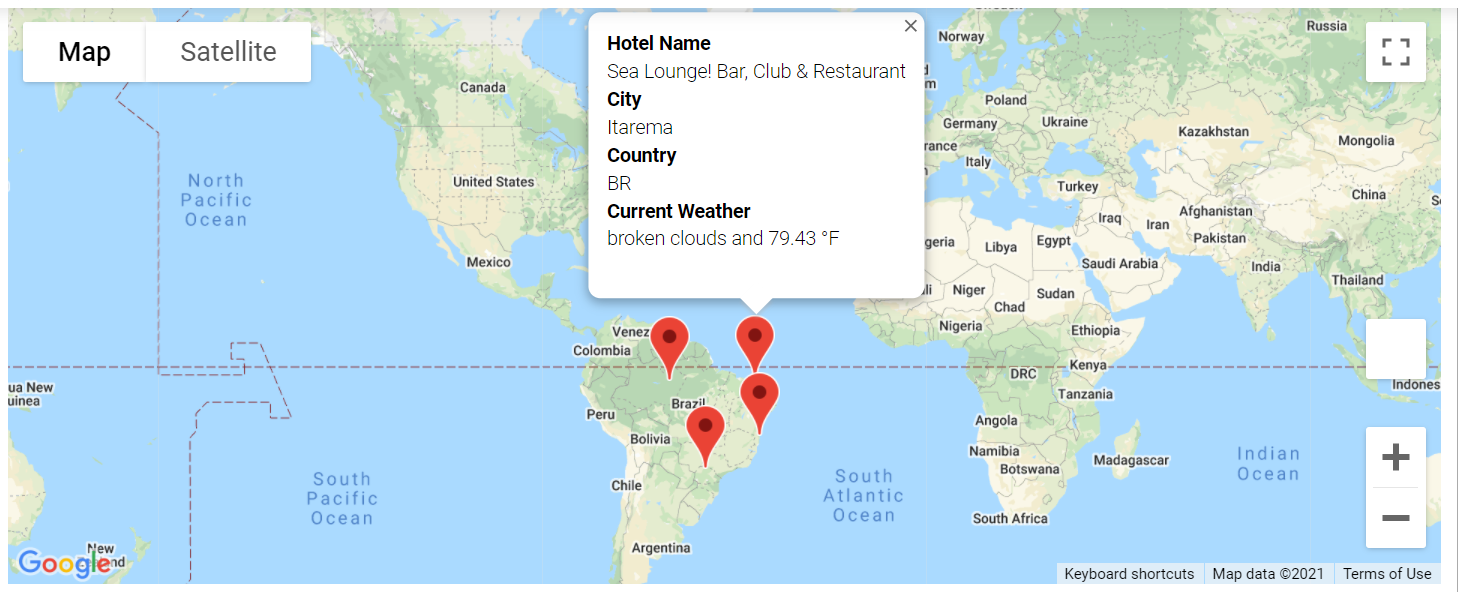 Map
Satellite
Hotel Name
Sea Lounge! Bar, Club & Restaurant
City
Itarema
Country
BR
Current Weather
broken clouds and 79.43 °F
Norway
Russia
Canada
Poland
Germany
Ukraine
Kazakhstan
Mongolia
rance
Italy
North
Pacific
Ocean
United States
Turkey
China
Iraq
Iran
Afghanistan
Pakistan
geria
Libya
Egypt
Saudi Arabia
India
Mexico
Thailand
Niger
Chad
Sudan
Nigeria
Ethiopia
Venez
Colombia
DRC
Kenya
Indones
ua New
uinea
Tanzania
Peru
Brazil
Angola
Bolivia
Namibia
Botswana
Madagascar
Indian
Ocean
South
Pacific
Ocean
South
Atlantic
Ocean
Chile
South Africa
Argentina
New
nd
Google
Keyboard shortcuts
Map data ©2021
Terms of Use